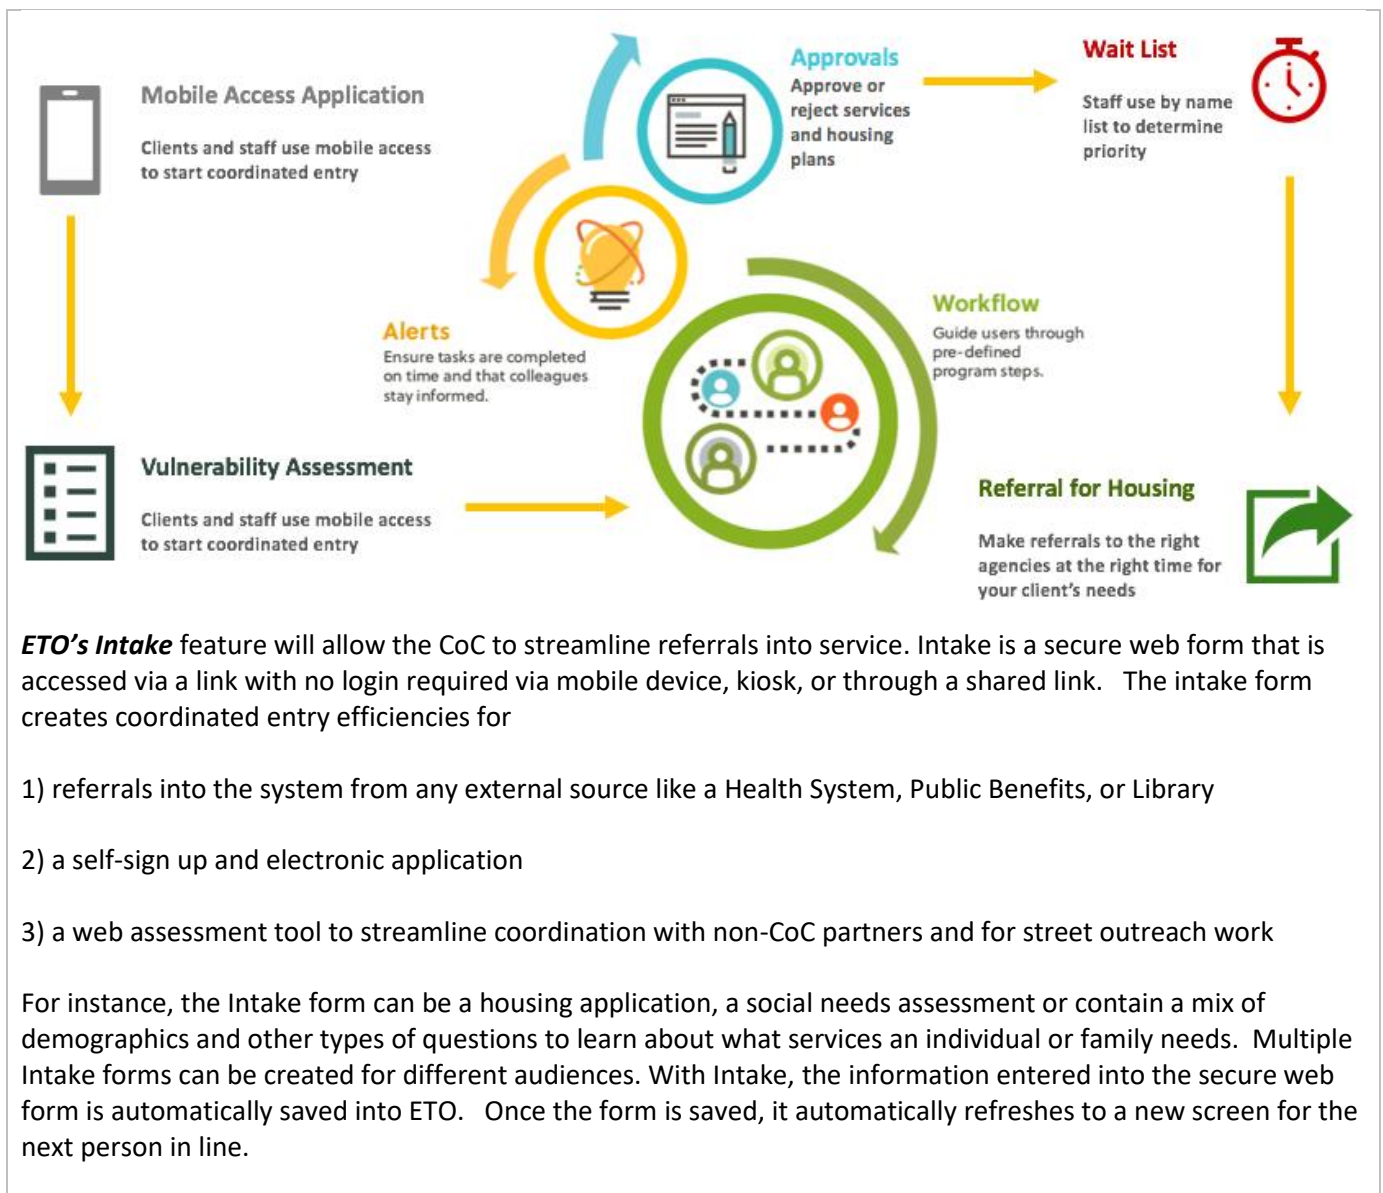 Mobile Access Application
Clients and staff use mobile access
to start coordinated entry
Approvals
Approve or
reject services
and housing
plans
Wait List
Staff use by name
list to determine
priority
Alerts
Ensure tasks are completed
on time and that colleagues
stay informed.
Workflow
Guide users through
pre-defined
program steps.
Vulnerability Assessment
Clients and staff use mobile access
to start coordinated entry
Referral for Housing
Make referrals to the right
agencies at the right time for
your client's needs
ETO’s Intake feature will allow the CoC to streamline referrals into service. Intake is a secure web form that is
accessed via a link with no login required via mobile device, kiosk, or through a shared link.   The intake form
creates coordinated entry efficiencies for
1) referrals into the system from any external source like a Health System, Public Benefits, or Library
2) a self-sign up and electronic application
3) a web assessment tool to streamline coordination with non-CoC partners and for street outreach work
For instance, the Intake form can be a housing application, a social needs assessment or contain a mix of
demographics and other types of questions to learn about what services an individual or family needs.  Multiple
Intake forms can be created for different audiences. With Intake, the information entered into the secure web
form is automatically saved into ETO.   Once the form is saved, it automatically refreshes to a new screen for the
next person in line.